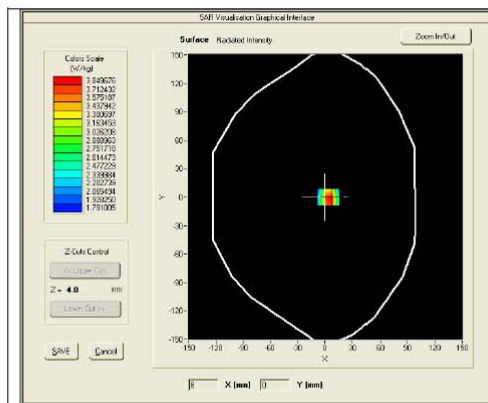 SAR Visualisation Graphical Interface
Surface Radiated Intensity
Zoom In/Out
Colors Scale
(W/kg)
3.849676
3.712432
3.575187
3.437942
3.300697
3.163453
3.026208
2.888963
2.751718
2.614473
2.477229
2.339984
2.202739
2.065494
1.928250
1.791005
Z-Cuts Control
Z = 4.0 mm
SAVE
Cancel
150
120
90
60
30
0
-30
-60
-90
-120
-150
Y
-150 -120 -90 -60 -30 0 30 60 90 120 150
X
8 X (mm) 0 Y (mm)